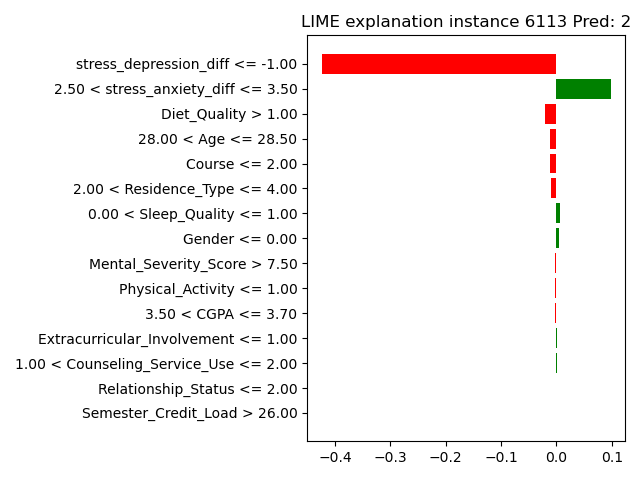 LIME explanation instance 6113 Pred: 2
stress_depression_diff <= -1.00
2.50 < stress_anxiety_diff <= 3.50
Diet_Quality > 1.00
28.00 < Age <= 28.50
Course <= 2.00
2.00 < Residence_Type <= 4.00
0.00 < Sleep_Quality <= 1.00
Gender <= 0.00
Mental_Severity_Score > 7.50
Physical_Activity <= 1.00
3.50 < CGPA <= 3.70
Extracurricular_Involvement <= 1.00
1.00 < Counseling_Service_Use <= 2.00
Relationship_Status <= 2.00
Semester_Credit_Load > 26.00
−0.4 −0.3 −0.2 −0.1 0.0 0.1